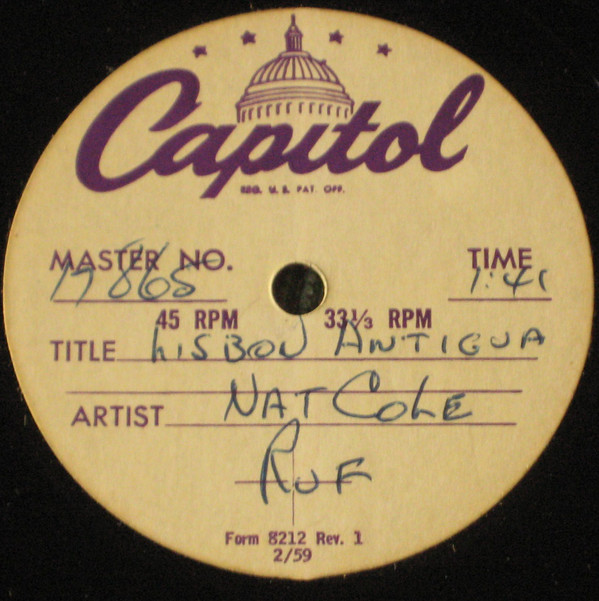 Capitol
REG. U.S. PAT. OFF.
MASTER NO. 17865 TIME 1:41
45 RPM 33⅓ RPM
TITLE LISBON ANTIGUA
ARTIST NAT COLE
RUF
Form 8212 Rev. 1
2/59